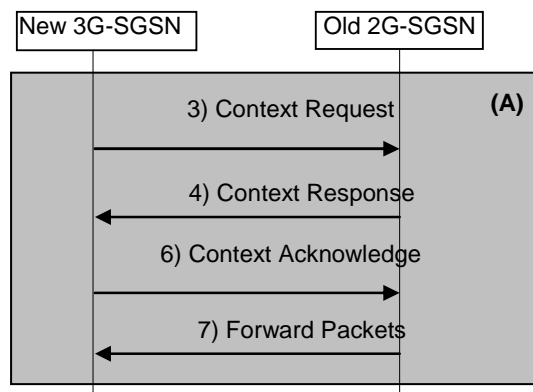 New 3G-SGSN
Old 2G-SGSN
(A)
3) Context Request
4) Context Response
6) Context Acknowledge
7) Forward Packets